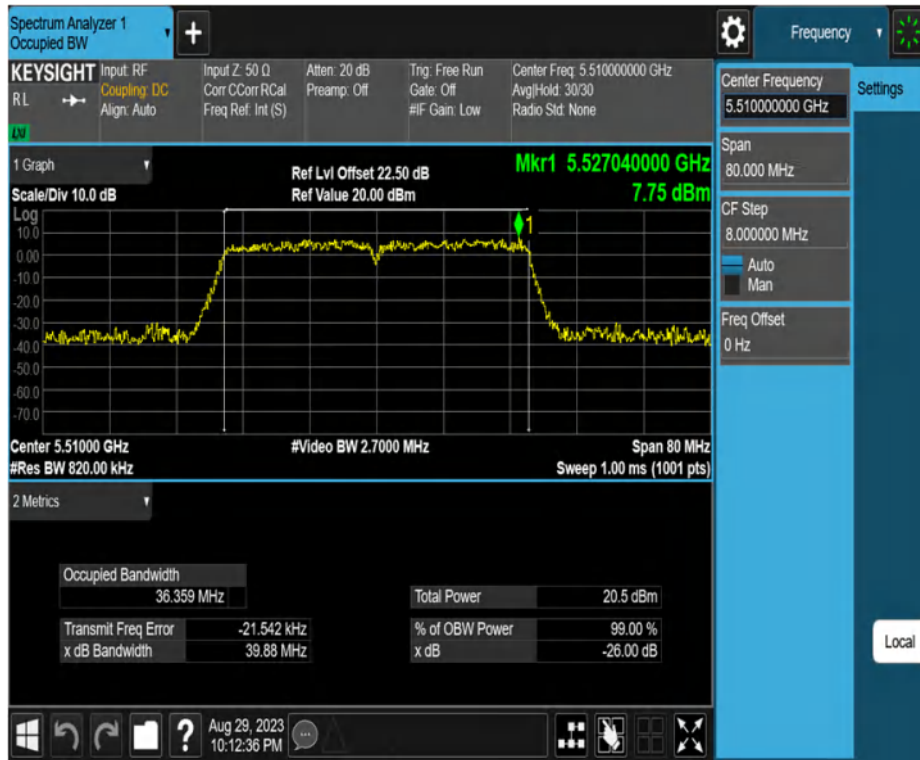 Spectrum Analyzer 1
Occupied BW
+
Frequency
KEYSIGHT
RL
LXI
Input: RF
Coupling: DC
Align: Auto
Input Z: 50 Ω
Corr CCorr RCal
Freq Ref: Int (S)
Atten: 20 dB
Preamp: Off
Trig: Free Run
Gate: Off
#IF Gain: Low
Center Freq: 5.510000000 GHz
Avg|Hold: 30/30
Radio Std: None
1 Graph
Scale/Div 10.0 dB
Ref Lvl Offset 22.50 dB
Ref Value 20.00 dBm
Mkr1 5.527040000 GHz
7.75 dBm
Log
10.0
0.00
-10.0
-20.0
-30.0
-40.0
-50.0
-60.0
-70.0
1
Center 5.51000 GHz
#Video BW 2.7000 MHz
Span 80 MHz
#Res BW 820.00 kHz
Sweep 1.00 ms (1001 pts)
2 Metrics
Occupied Bandwidth
36.359 MHz
Total Power 20.5 dBm
Transmit Freq Error -21.542 kHz
% of OBW Power 99.00 %
x dB Bandwidth 39.88 MHz
x dB -26.00 dB
Center Frequency
5.510000000 GHz
Settings
Span
80.000 MHz
CF Step
8.000000 MHz
Auto
Man
Freq Offset
0 Hz
Local
?
Aug 29, 2023
10:12:36 PM